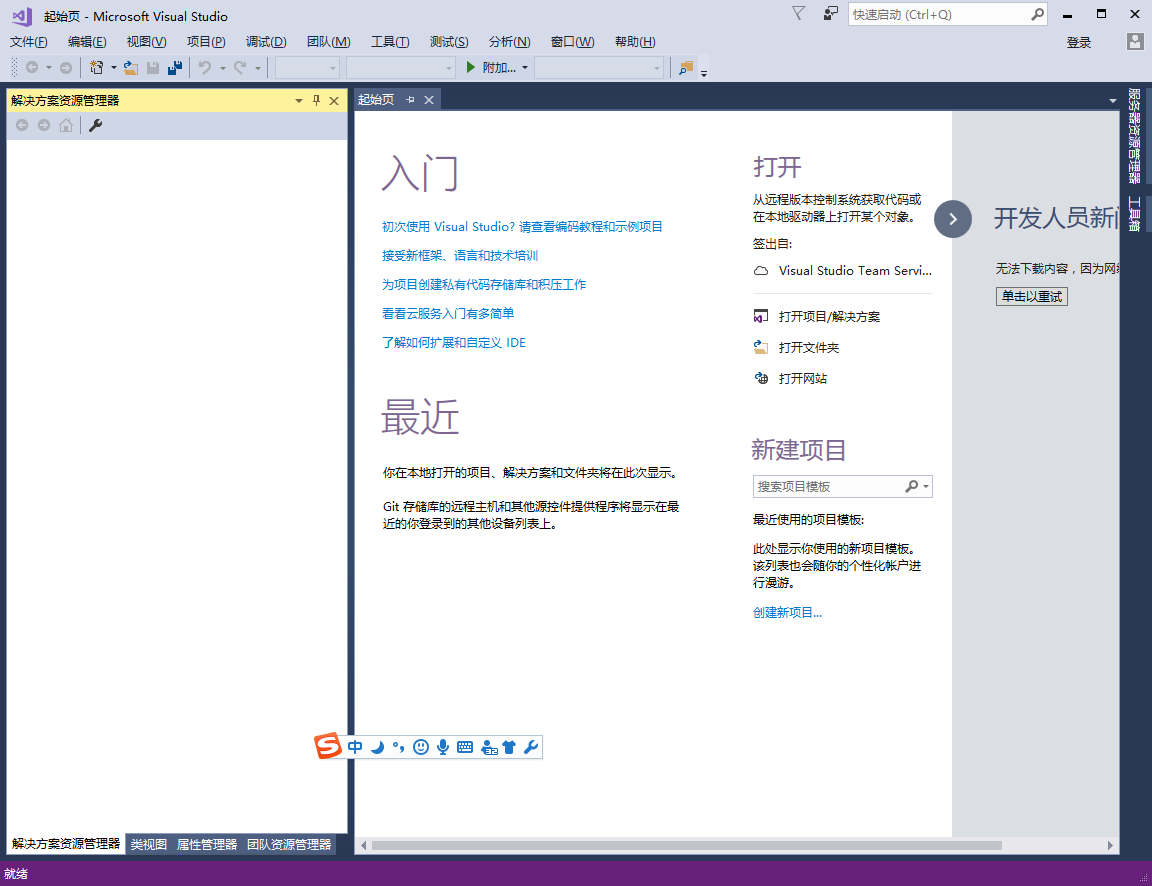 起始页 - Microsoft Visual Studio
快速启动 (Ctrl+Q)
文件(F) 编辑(E) 视图(V) 项目(P) 调试(D) 团队(M) 工具(T) 测试(S) 分析(N) 窗口(W) 帮助(H)
登录
附加...
解决方案资源管理器
起始页
服务器资源管理器
工具箱
入门
初次使用 Visual Studio? 请查看编码教程和示例项目
接受新框架、语言和技术培训
为项目创建私有代码存储库和积压工作
看看云服务入门有多简单
了解如何扩展和自定义 IDE
最近
你在本地打开的项目、解决方案和文件夹将在此次显示。
Git 存储库的远程主机和其他源控件提供程序将显示在最
近的你登录到的其他设备列表上。
打开
从远程版本控制系统获取代码或
在本地驱动器上打开某个对象。
签出自:
Visual Studio Team Servi...
打开项目/解决方案
打开文件夹
打开网站
新建项目
搜索项目模板
最近使用的项目模板:
此处显示你使用的新项目模板。
该列表也会随你的个性化帐户进
行漫游。
创建新项目...
开发人员新
无法下载内容，因为网
单击以重试
中
解决方案资源管理器 类视图 属性管理器 团队资源管理器
就绪